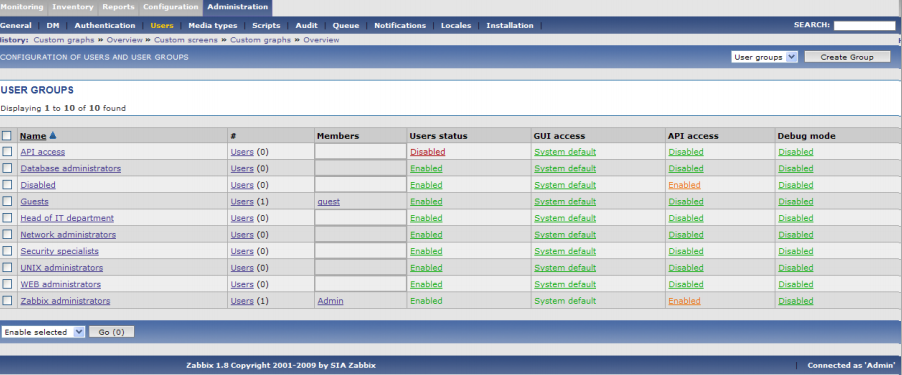 Monitoring Inventory Reports Configuration Administration
General DM Authentication Users Media types Scripts Audit Queue Notifications Locales Installation SEARCH:
History: Custom graphs » Overview » Custom screens » Custom graphs » Overview
CONFIGURATION OF USERS AND USER GROUPS User groups Create Group
USER GROUPS
Displaying 1 to 10 of 10 found
Name # Members Users status GUI access API access Debug mode
API access Users (0) Disabled System default Disabled Disabled
Database administrators Users (0) Enabled System default Disabled Disabled
Disabled Users (0) Enabled System default Enabled Disabled
Guests Users (1) guest Enabled System default Disabled Disabled
Head of IT department Users (0) Enabled System default Disabled Disabled
Network administrators Users (0) Enabled System default Disabled Disabled
Security specialists Users (0) Enabled System default Disabled Disabled
UNIX administrators Users (0) Enabled System default Disabled Disabled
WEB administrators Users (0) Enabled System default Disabled Disabled
Zabbix administrators Users (1) Admin Enabled System default Enabled Disabled
Enable selected Go (0)
Zabbix 1.8 Copyright 2001-2009 by SIA Zabbix Connected as 'Admin'